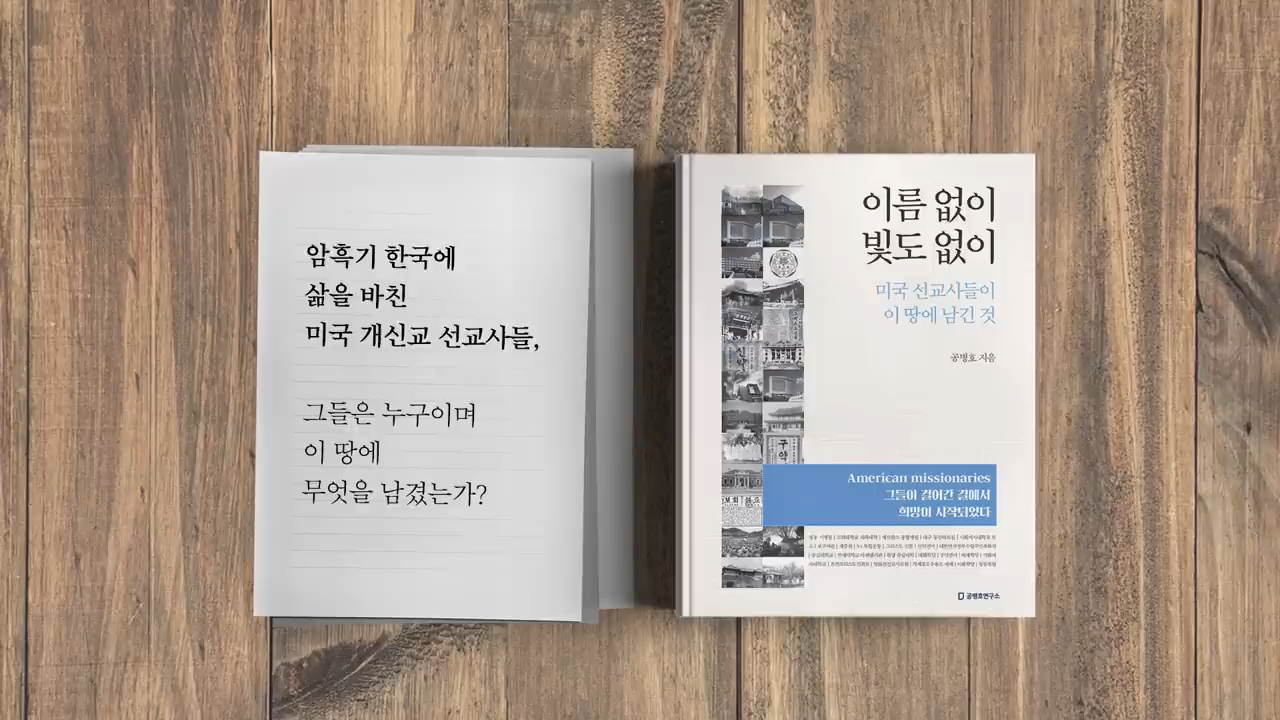 암흑기 한국에
삶을 바친
미국 개신교 선교사들,
그들은 누구이며
이 땅에
무엇을 남겼는가?
이름 없이
빛도 없이
미국 선교사들이
이 땅에 남긴 것
공병호 지음
구약
American missionaries
그들이 걸어간 길에서
희망이 시작되었다
공병호연구소